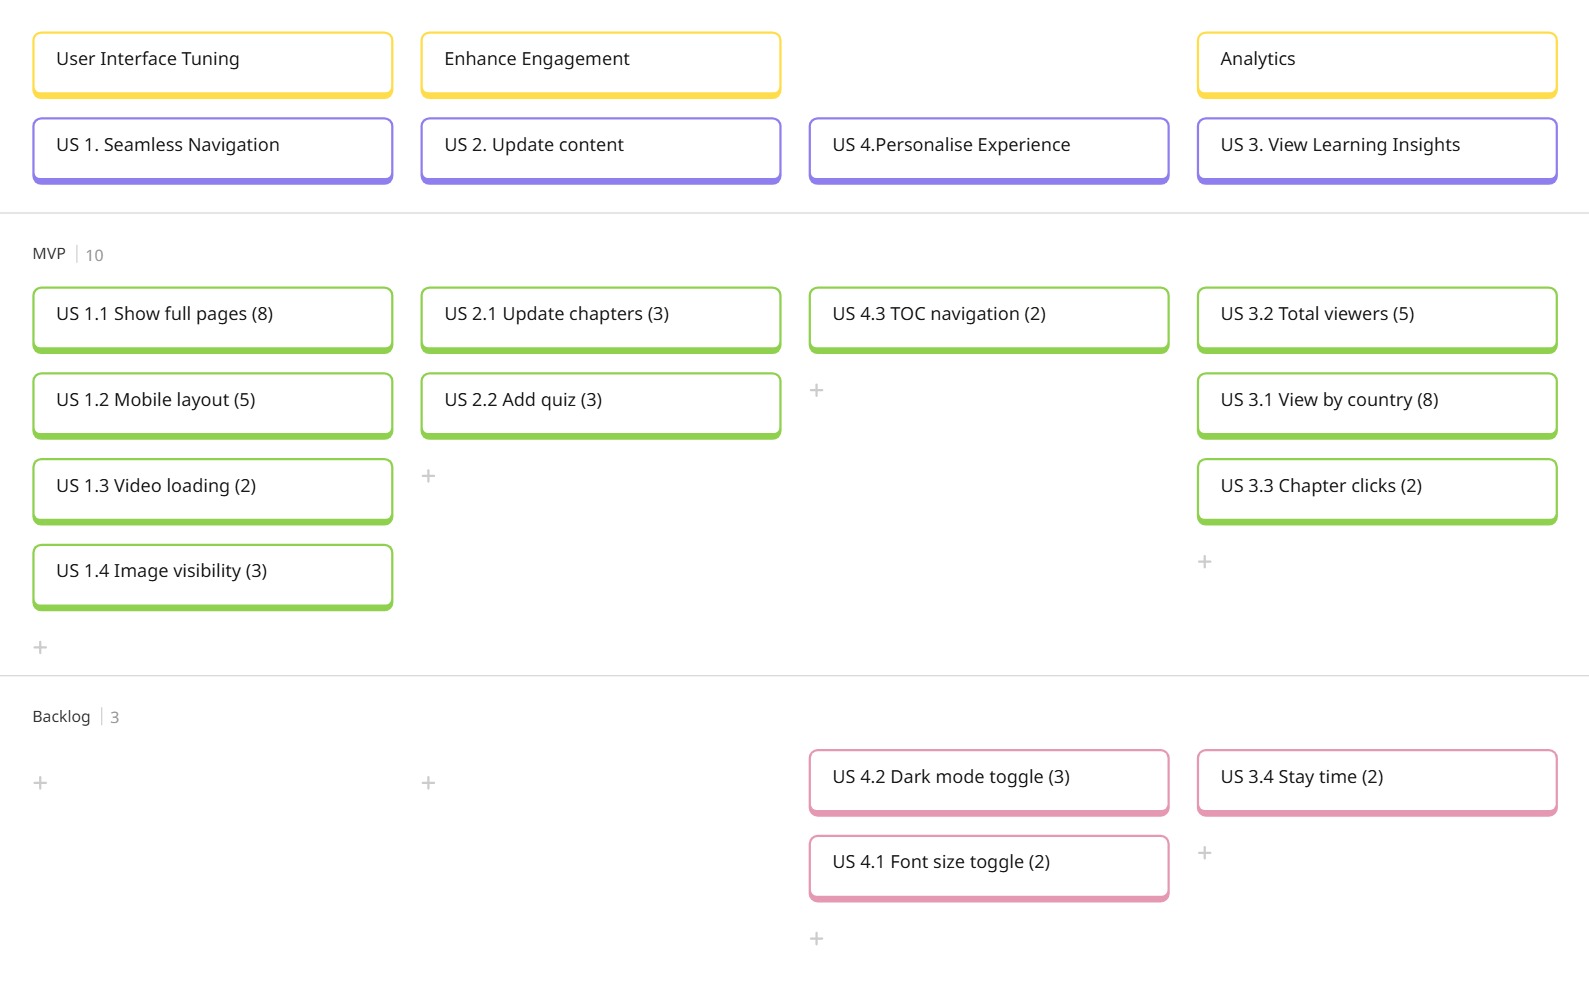 User Interface Tuning
Enhance Engagement
Analytics
US 1. Seamless Navigation
US 2. Update content
US 4.Personalise Experience
US 3. View Learning Insights
MVP | 10
US 1.1 Show full pages (8)
US 2.1 Update chapters (3)
US 4.3 TOC navigation (2)
US 3.2 Total viewers (5)
US 1.2 Mobile layout (5)
US 2.2 Add quiz (3)
+
US 3.1 View by country (8)
US 1.3 Video loading (2)
+
US 3.3 Chapter clicks (2)
US 1.4 Image visibility (3)
+
+
Backlog | 3
+
+
US 4.2 Dark mode toggle (3)
US 3.4 Stay time (2)
US 4.1 Font size toggle (2)
+
+